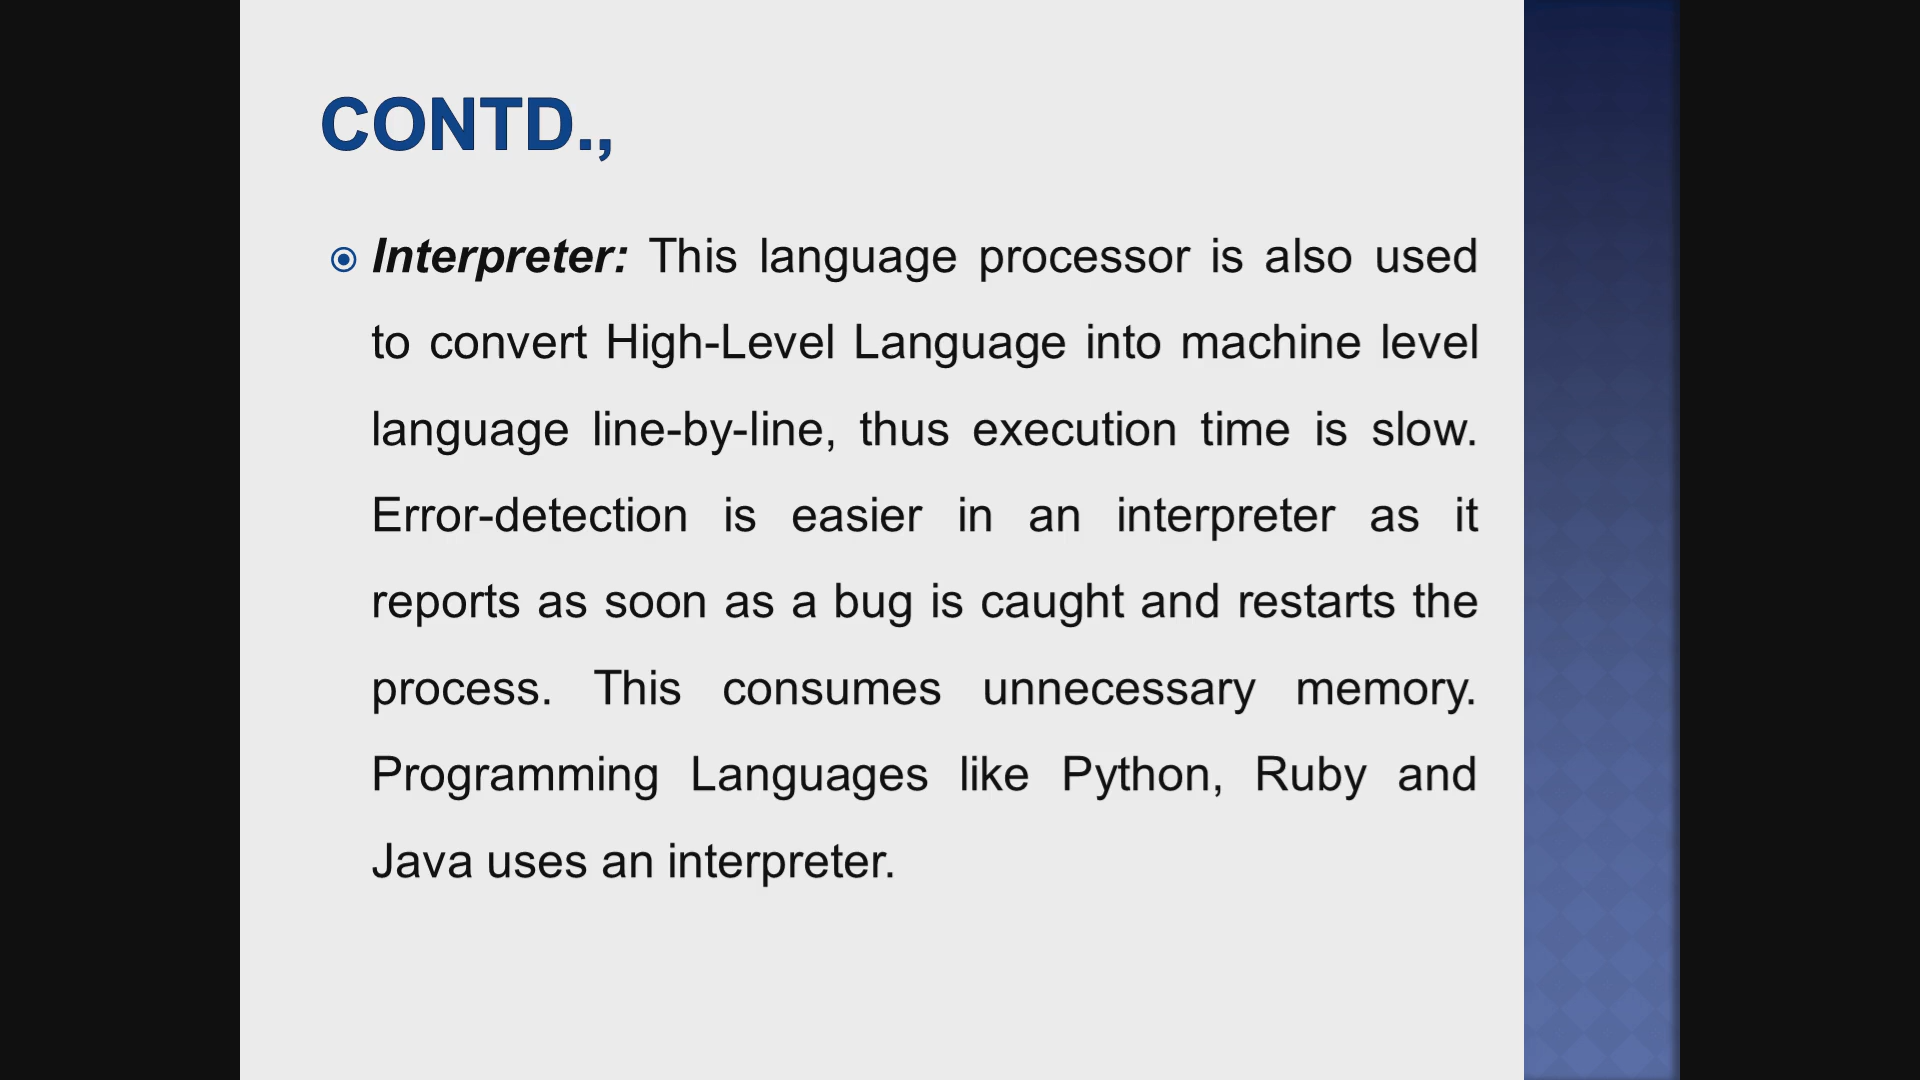 CONTD.,
Interpreter: This language processor is also used
to convert High-Level Language into machine level
language line-by-line, thus execution time is slow.
Error-detection is easier in an interpreter as it
reports as soon as a bug is caught and restarts the
process. This consumes unnecessary memory.
Programming Languages like Python, Ruby and
Java uses an interpreter.